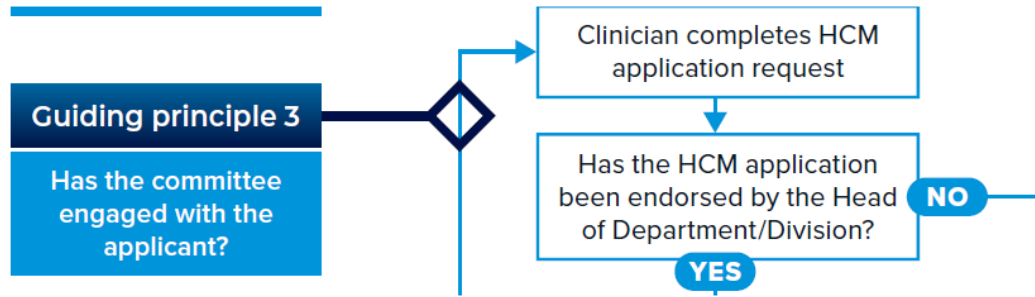 Guiding principle 3
Has the committee
engaged with the
applicant?
Clinician completes HCM
application request
Has the HCM application
been endorsed by the Head
of Department/Division?
NO
YES